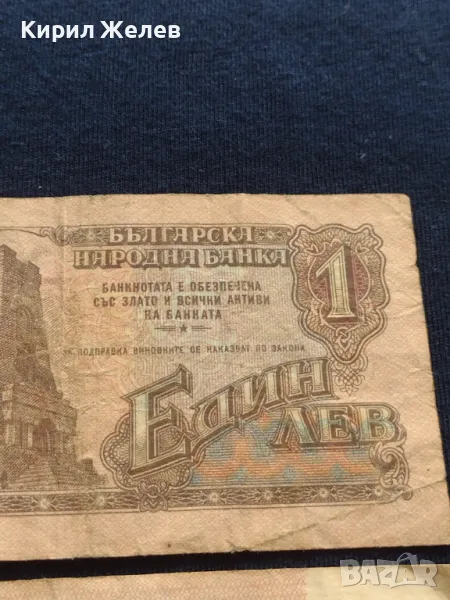 Кирил Желев
БЪЛГАРСКА
НАРОДНА БАНКА
БАНКНОТАТА Е ОБЕЗПЕЧЕНА
СЪС ЗЛАТО И ВСИЧКИ АКТИВИ
НА БАНКАТА
ЗА ПОДПРАВКА ВИНОВНИТЕ СЕ НАКАЗВАТ ПО ЗАКОНА
1
ЕДИН
ЛЕВ
bazar